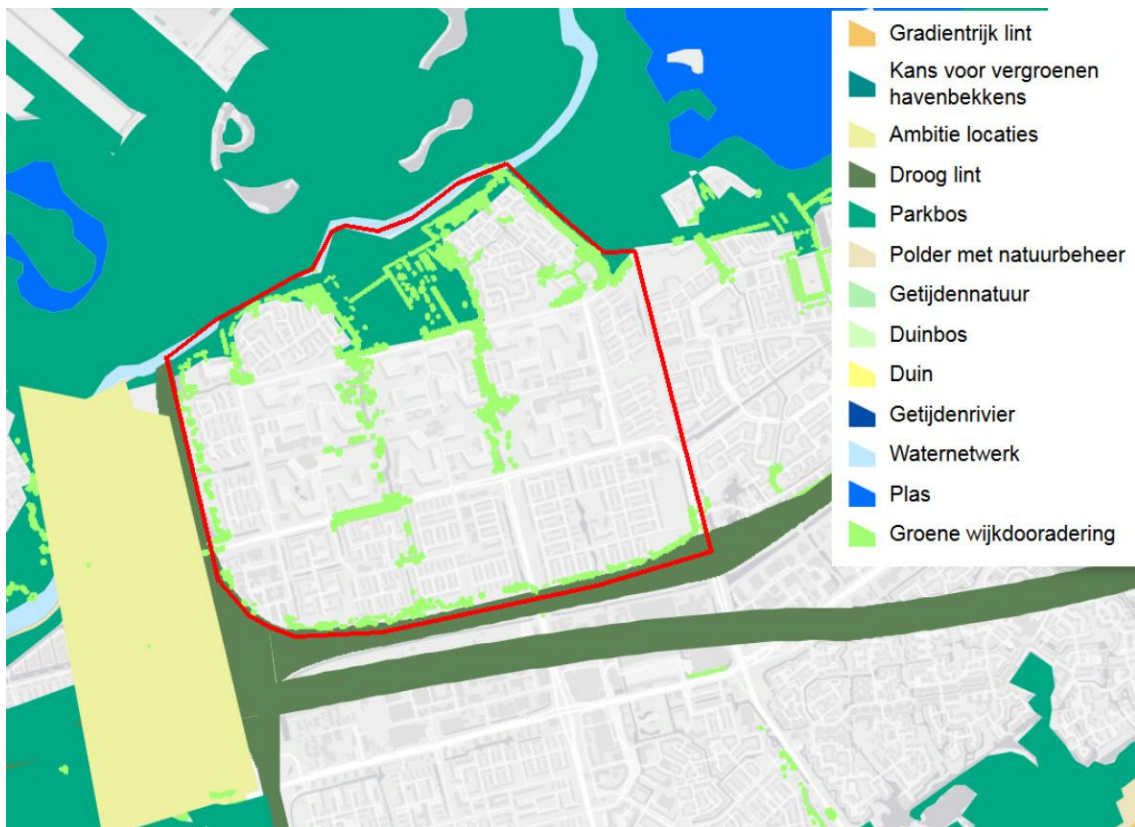 Gradientrijk lint
Kans voor vergroenen
havenbekkens
Ambitie locaties
Droog lint
Parkbos
Polder met natuurbeheer
Getijdennatuur
Duinbos
Duin
Getijdenrivier
Waternetwerk
Plas
Groene wijkdooradering